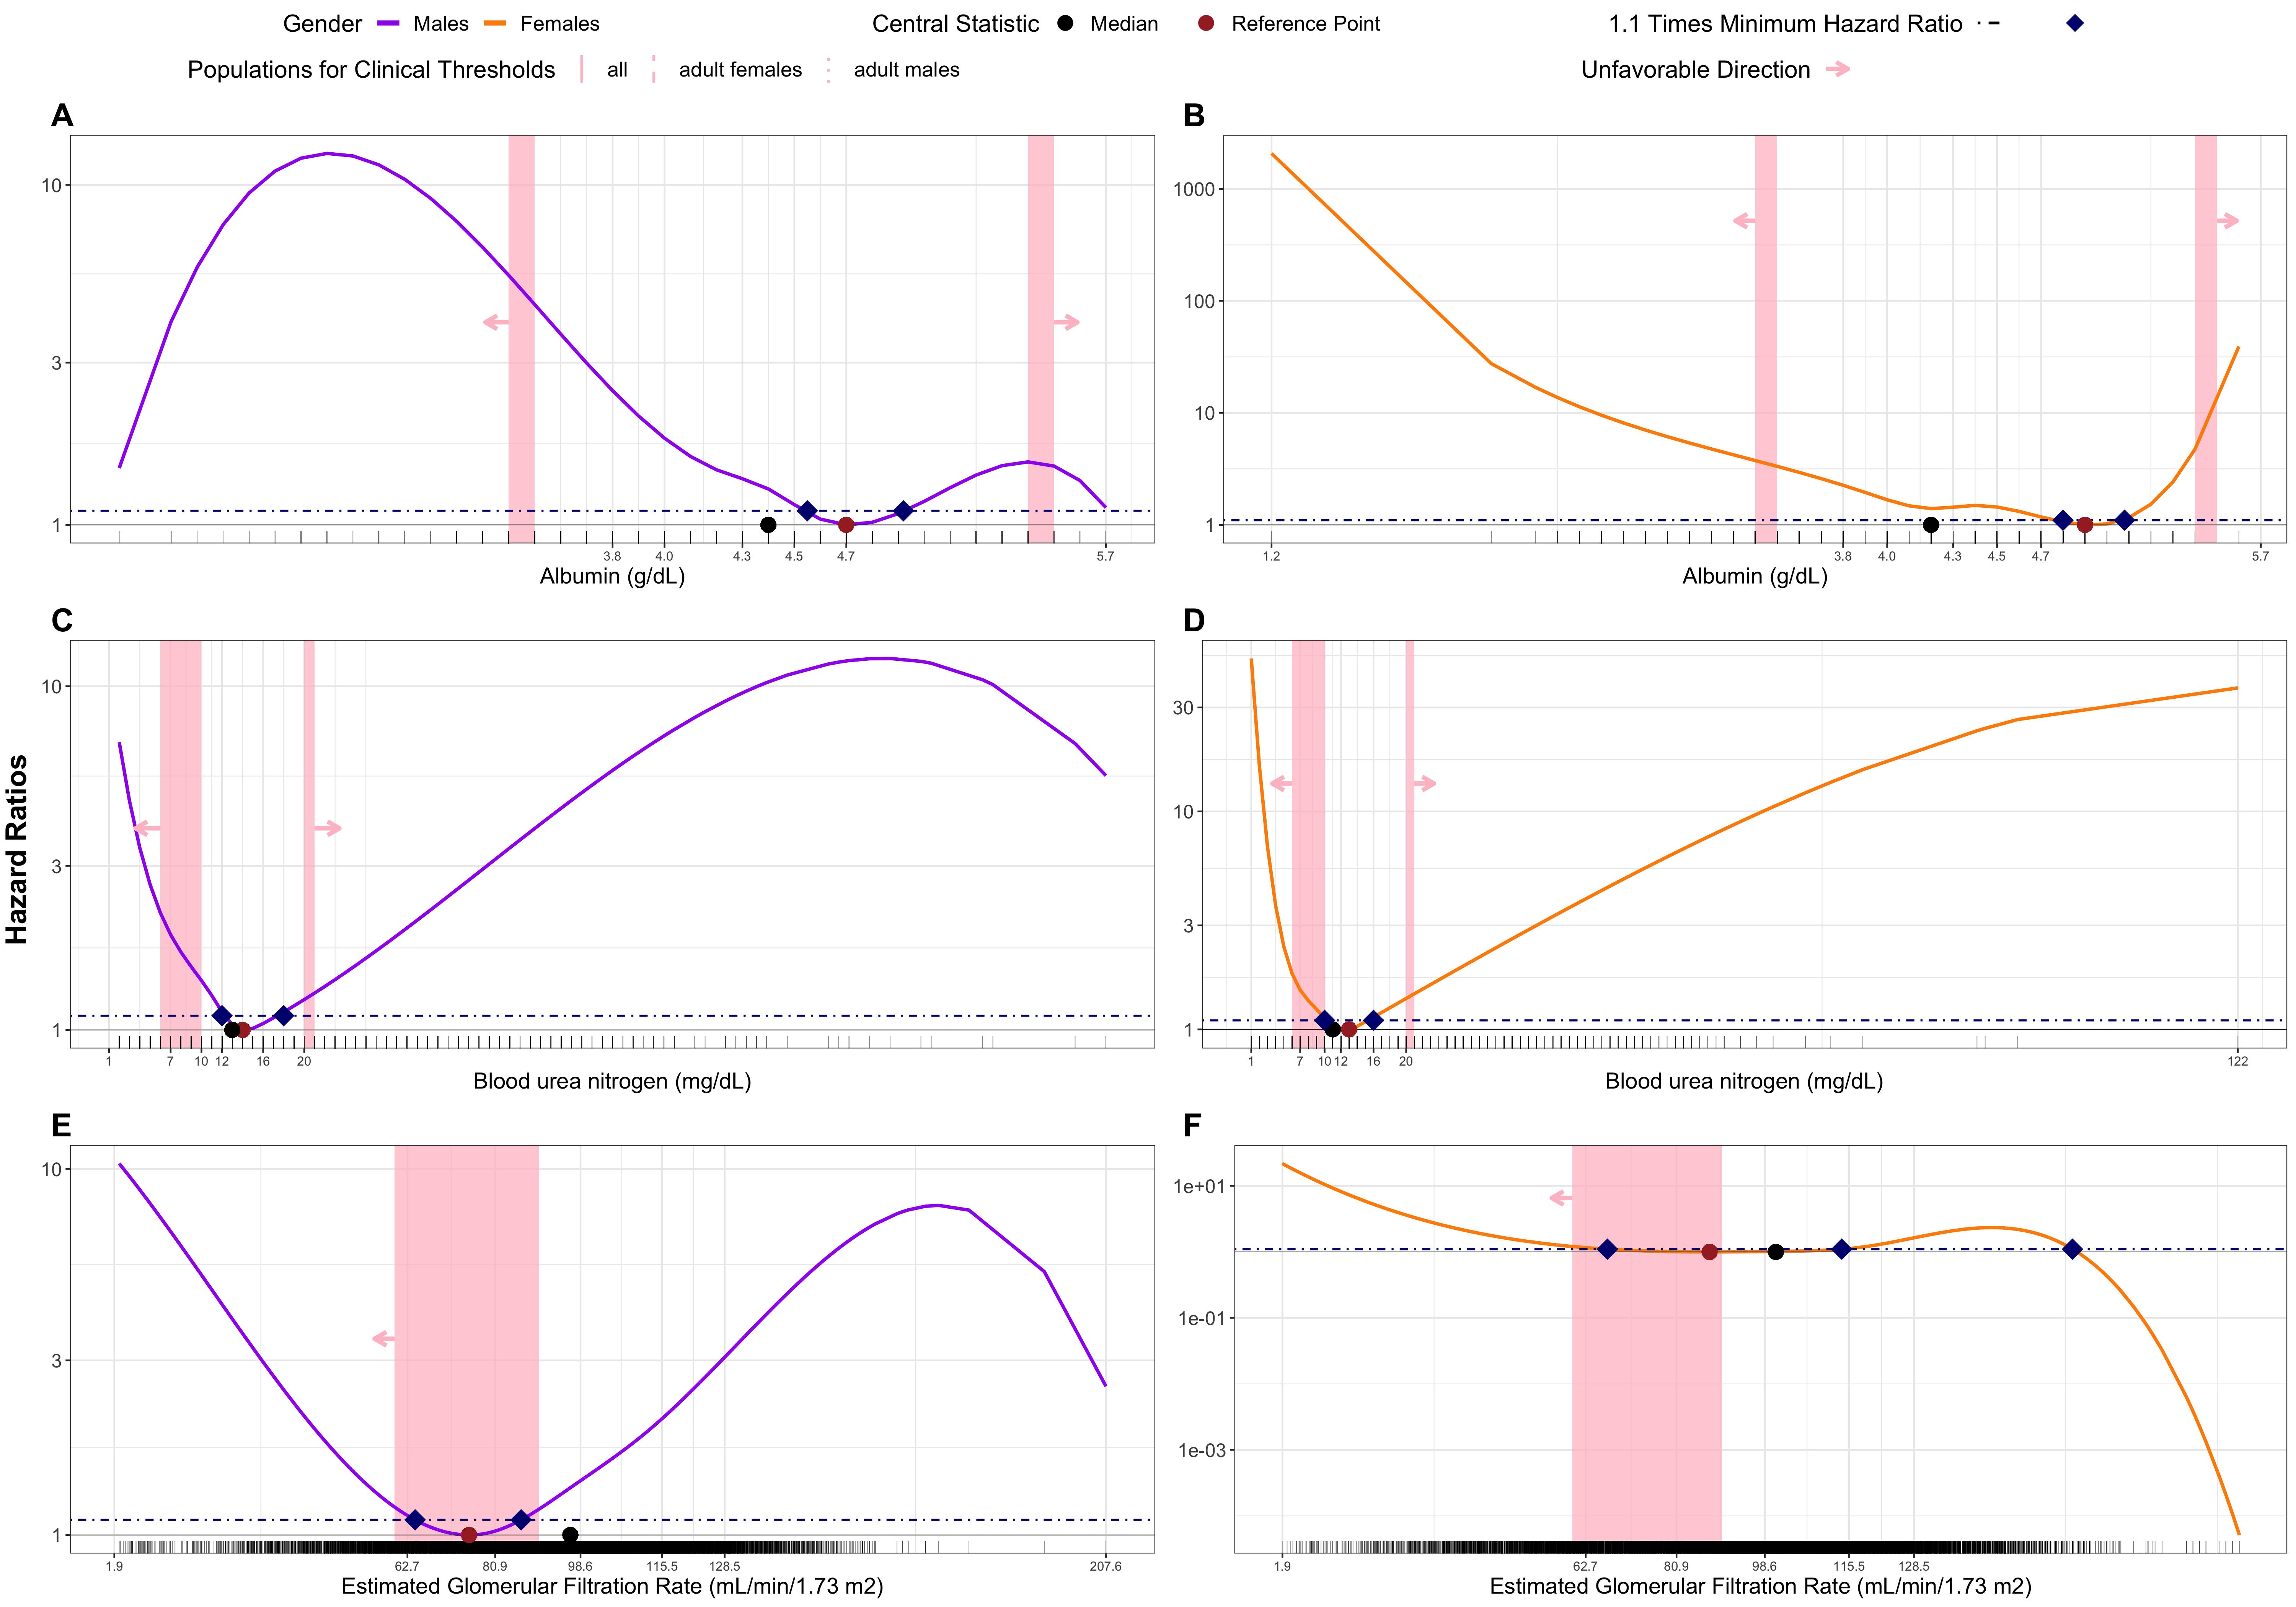 Gender Males Females Central Statistic Median Reference Point 1.1 Times Minimum Hazard Ratio
Populations for Clinical Thresholds all adult females adult males Unfavorable Direction
A
10
3
1
3.8 4.0 4.3 4.5 4.7 5.7
Albumin (g/dL)
B
1000
100
10
1
1.2 3.8 4.0 4.3 4.5 4.7 5.7
Albumin (g/dL)
Hazard Ratios
C
10
3
1
1 7 10 12 16 20
Blood urea nitrogen (mg/dL)
D
30
10
3
1
1 7 10 12 16 20 122
Blood urea nitrogen (mg/dL)
E
10
3
1
1.9 62.7 80.9 98.6 115.5 128.5 207.6
Estimated Glomerular Filtration Rate (mL/min/1.73 m2)
F
1e+01
1e-01
1e-03
1.9 62.7 80.9 98.6 115.5 128.5
Estimated Glomerular Filtration Rate (mL/min/1.73 m2)